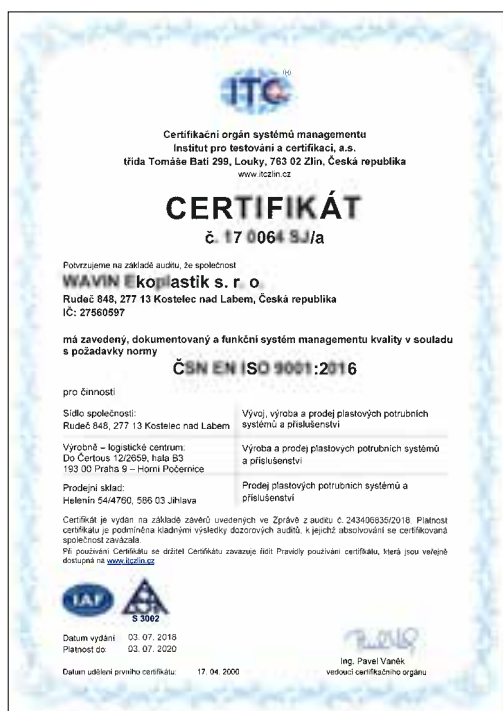 ITC
(R)
Certifikační orgán systémů managementu
Institut pro testování a certifikaci, a.s.
třída Tomáše Bati 299, Louky, 763 02 Zlín, Česká republika
www.itczlin.cz
CERTIFIKÁT
č. 17 0064 SJ/a
Potvrzujeme na základě auditu, že společnost
WAVIN Ekoplastik s. r. o.
Rudeč 848, 277 13 Kostelec nad Labem, Česká republika
IČ: 27560597
má zavedený, dokumentovaný a funkční systém managementu kvality v souladu
s požadavky normy
ČSN EN ISO 9001:2016
pro činnosti
Sídlo společnosti:
Rudeč 848, 277 13 Kostelec nad Labem
Vývoj, výroba a prodej plastových potrubních
systémů a příslušenství
Výrobně – logistické centrum:
Do Čertous 12/2659, hala B3
193 00 Praha 9 – Horní Počernice
Výroba a prodej plastových potrubních systémů
a příslušenství
Prodejní sklad:
Helenín 54/4760, 586 03 Jihlava
Prodej plastových potrubních systémů a
příslušenství
Certifikát je vydán na základě závěrů uvedených ve Zprávě z auditu č. 243406835/2018. Platnost
certifikátu je podmíněna kladnými výsledky dozorových auditů, k jejichž absolvování se certifikovaná
společnost zavázala.
Při používání Certifikátu se držitel Certifikátu zavazuje řídit Pravidly používání certifikátu, která jsou veřejně
dostupná na www.itczlin.cz
IAF
S 3002
Datum vydání 03. 07. 2018
Platnost do: 03. 07. 2020
Datum udělení prvního certifikátu: 17. 04. 2000
Ing. Pavel Vaněk
vedoucí certifikačního orgánu